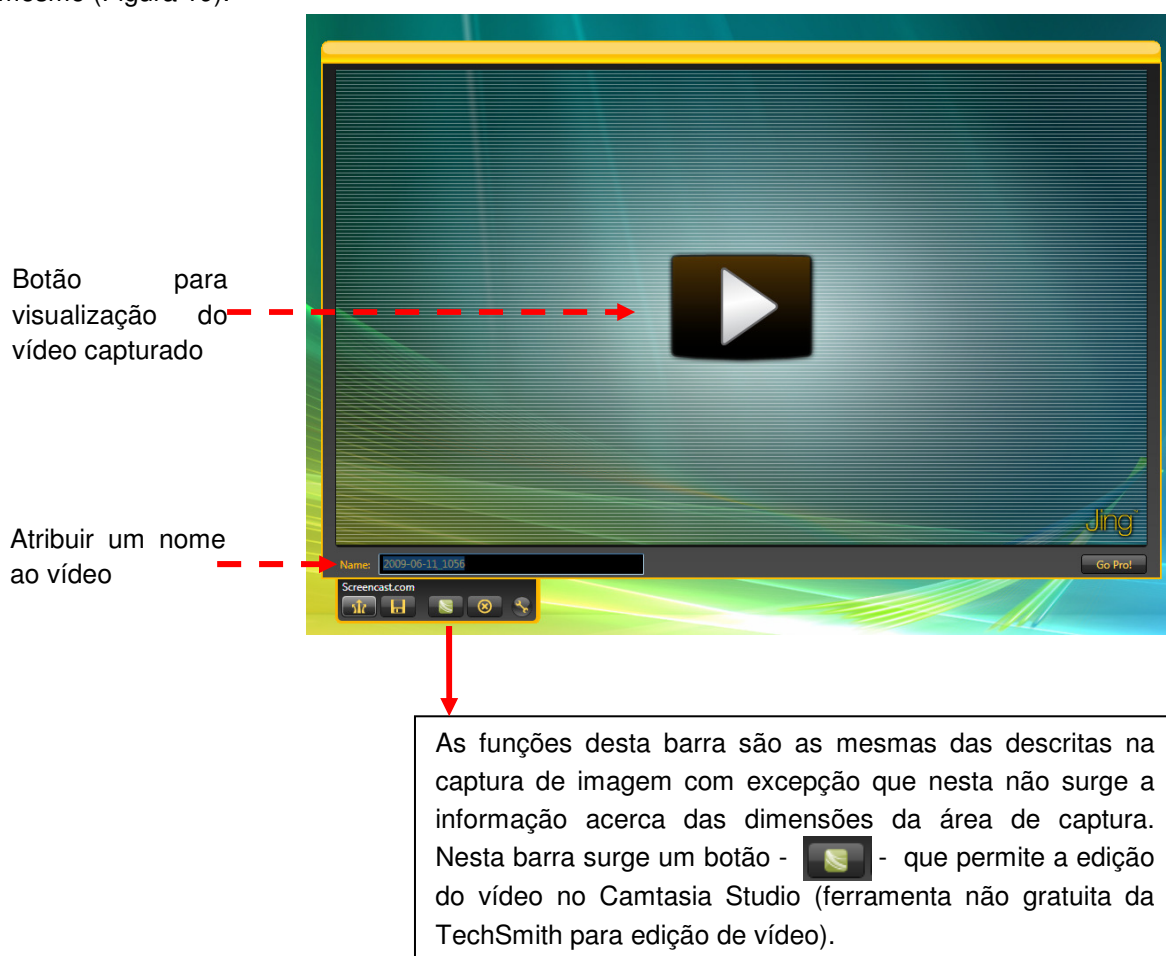 Botão para
visualização do
vídeo capturado
Jing
Atribuir um nome
ao vídeo
Name: 2009-06-11_1056
Go Pro!
Screencast.com
As funções desta barra são as mesmas das descritas na
captura de imagem com excepção que nesta não surge a
informação acerca das dimensões da área de captura.
Nesta barra surge um botão - - que permite a edição
do vídeo no Camtasia Studio (ferramenta não gratuita da
TechSmith para edição de vídeo).